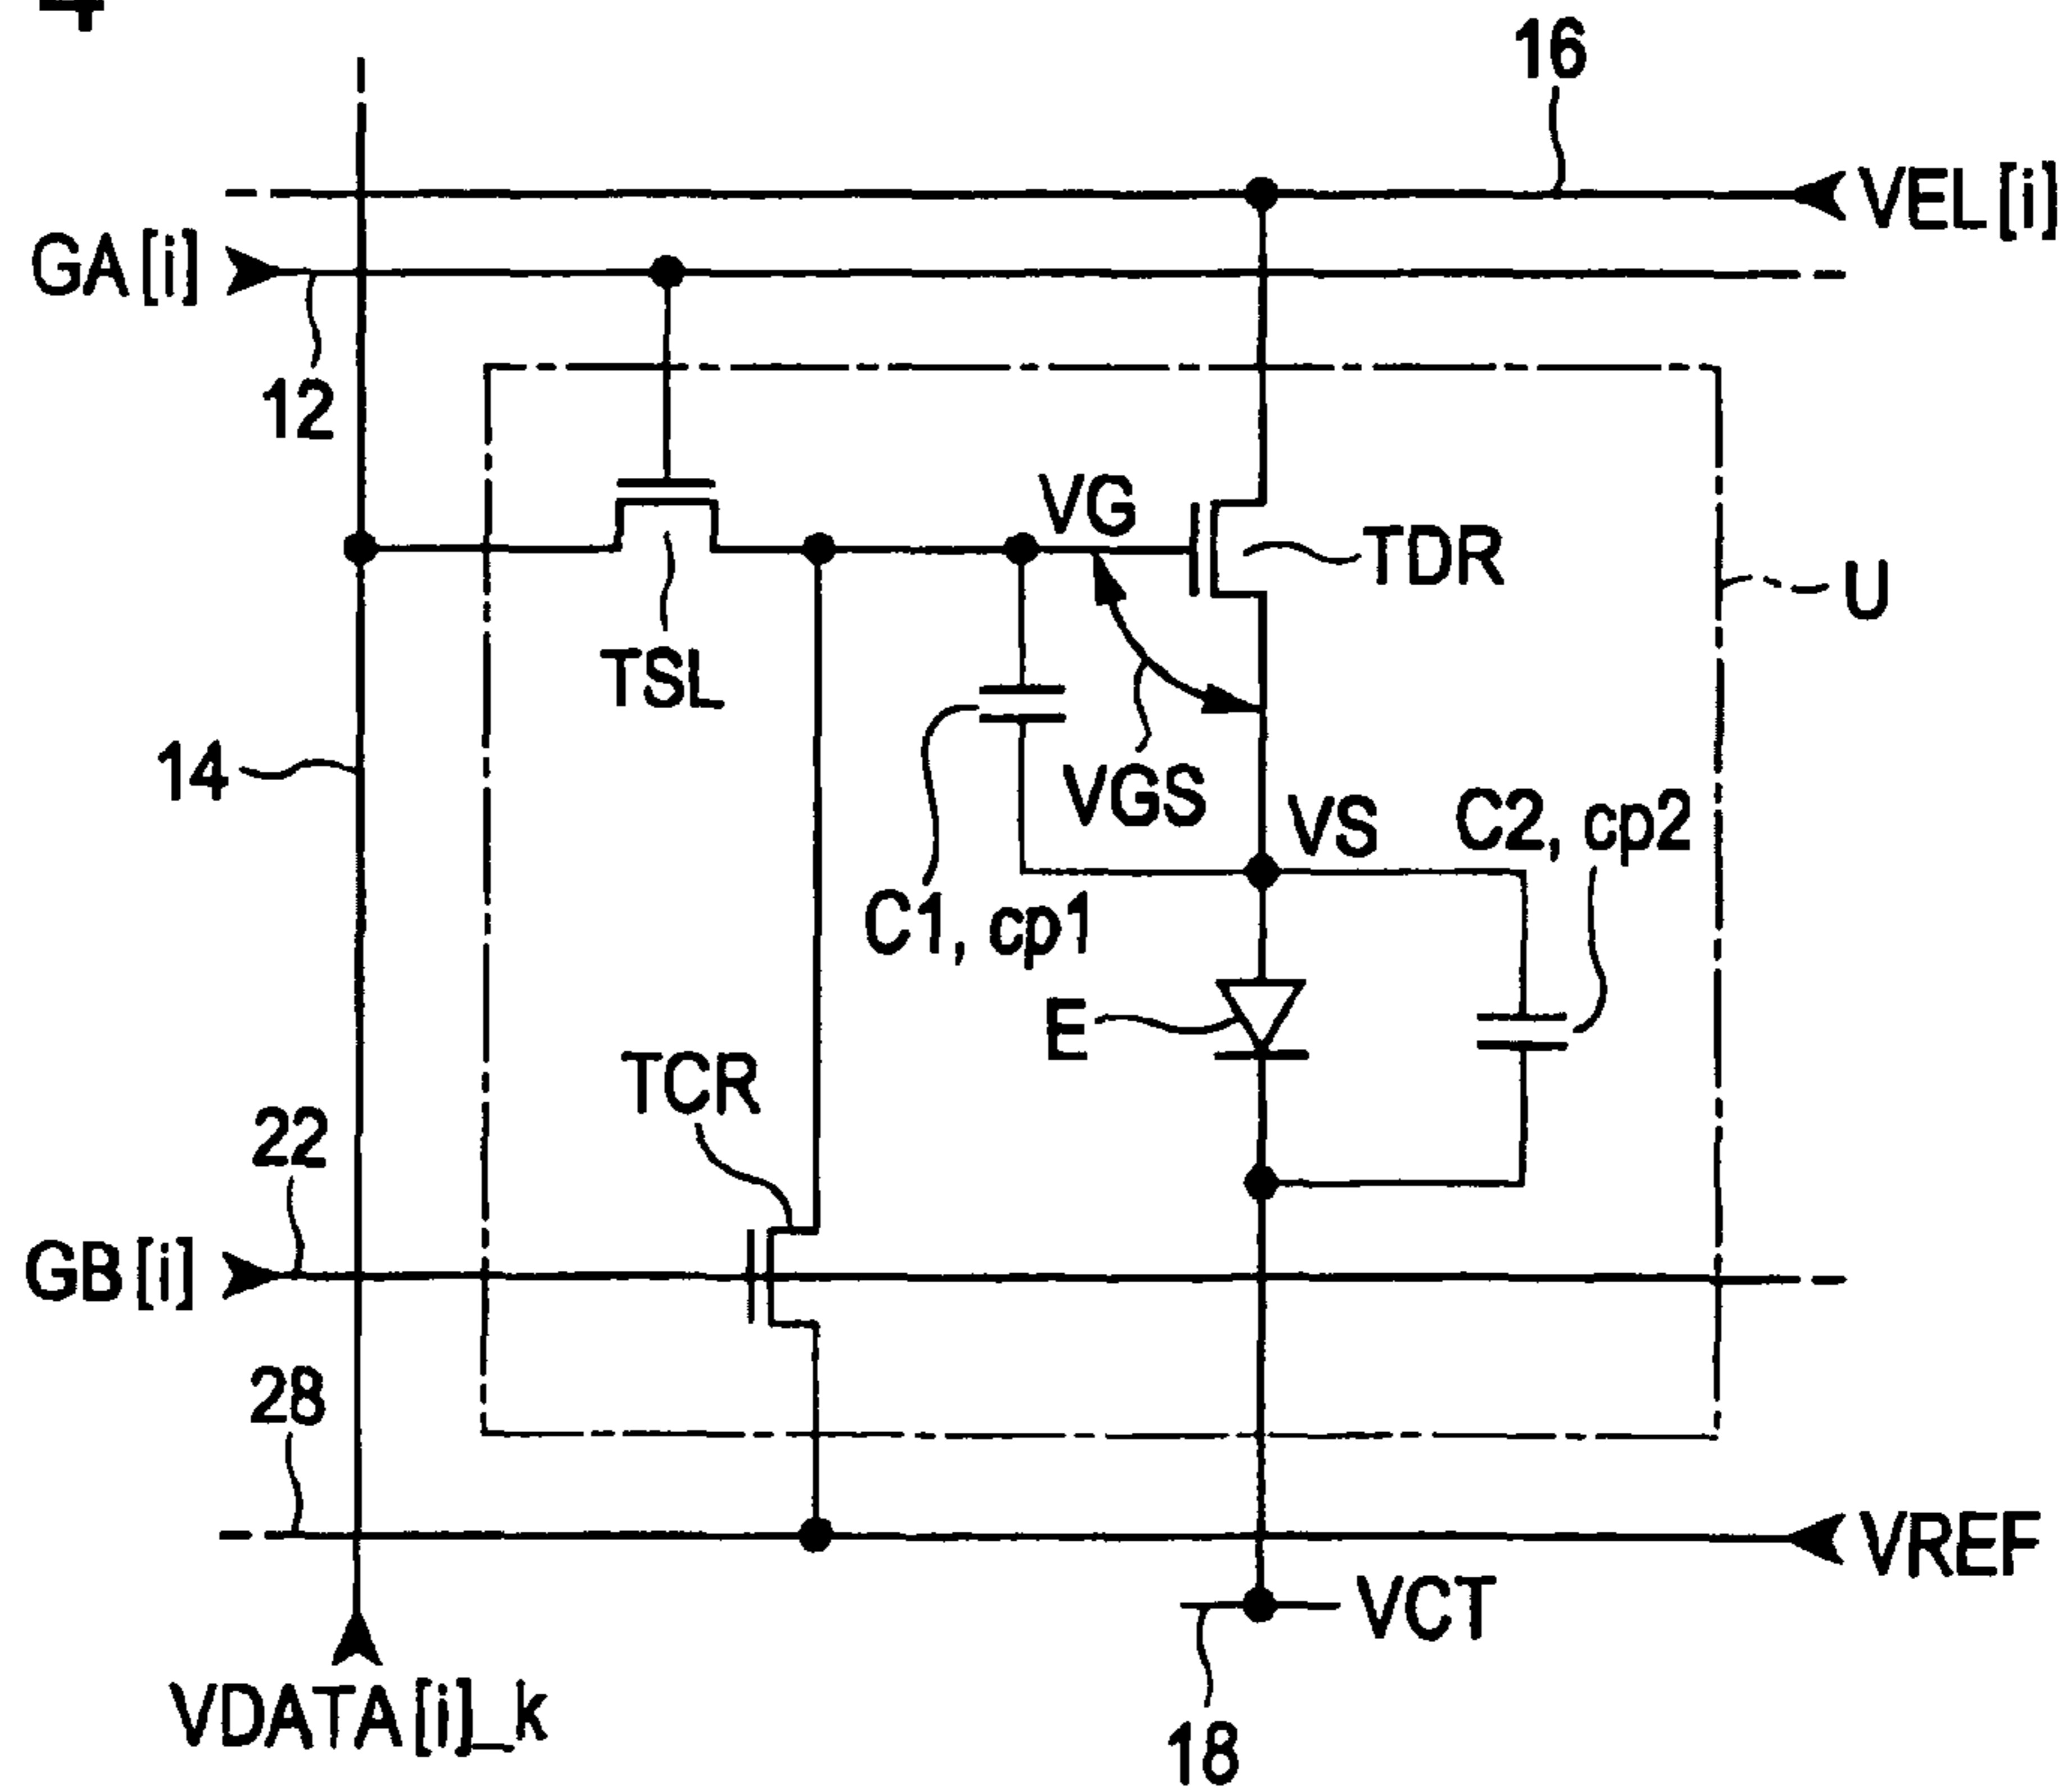 16
VEL[i]
GA[i]
12
VG
TDR
U
TSL
14
VGS
VS
C2, cp2
C1, cp1
E
TCR
22
GB[i]
28
VREF
VCT
VDATA[i]_k
18